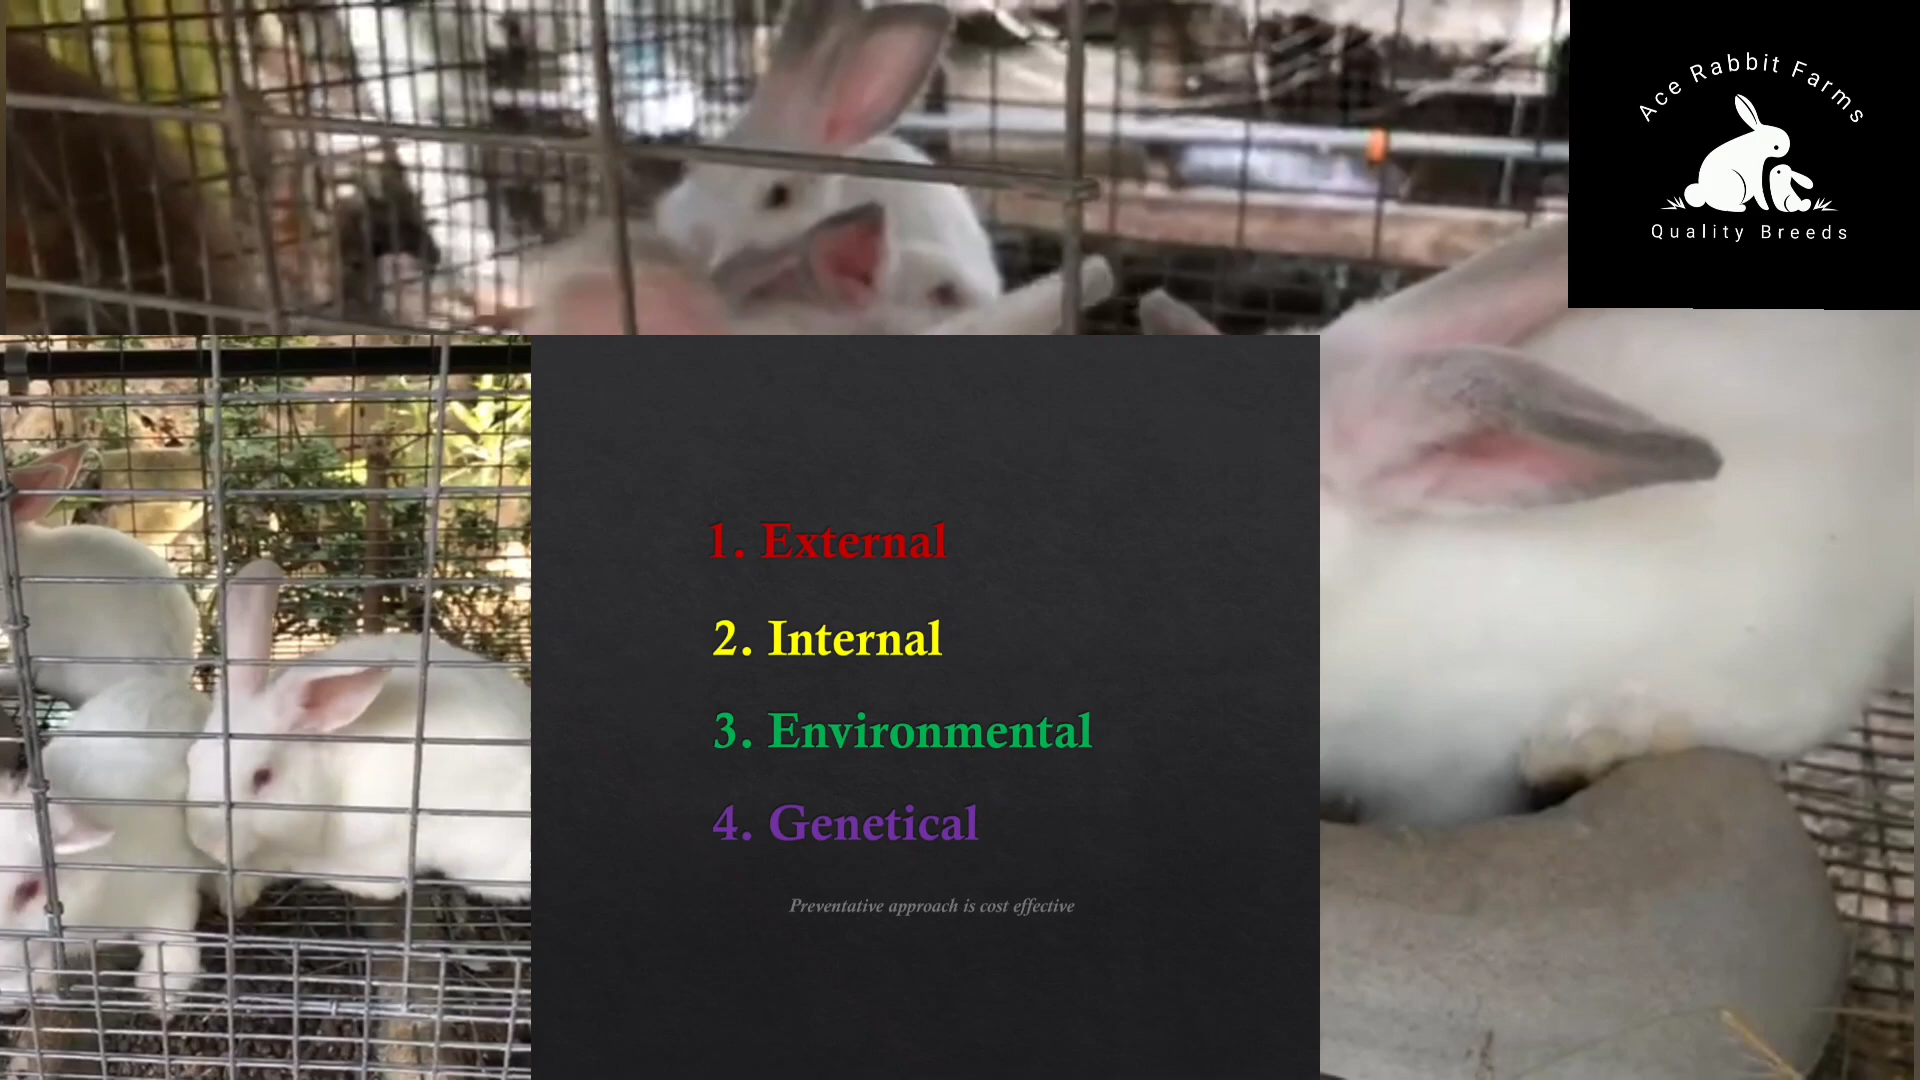 Ace Rabbit Farms
Quality Breeds
1. External
2. Internal
3. Environmental
4. Genetical
Preventative approach is cost effective